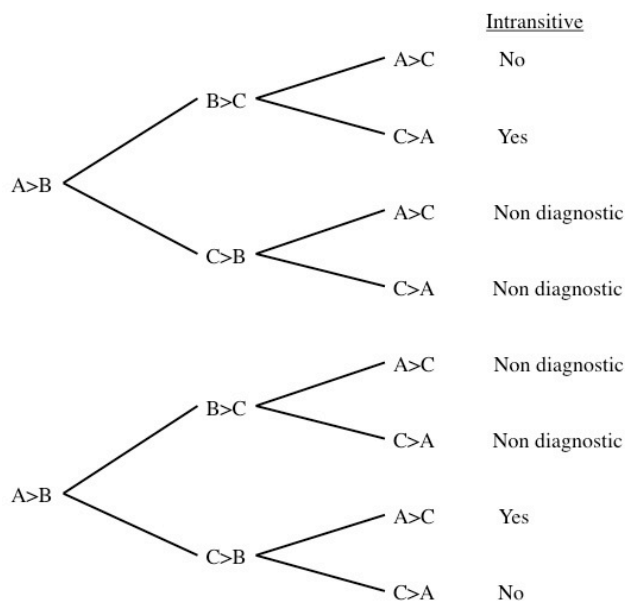 Intransitive
A>C No
B>C
C>A Yes
A>B
A>C Non diagnostic
C>B
C>A Non diagnostic
A>C Non diagnostic
B>C
C>A Non diagnostic
A>B
A>C Yes
C>B
C>A No